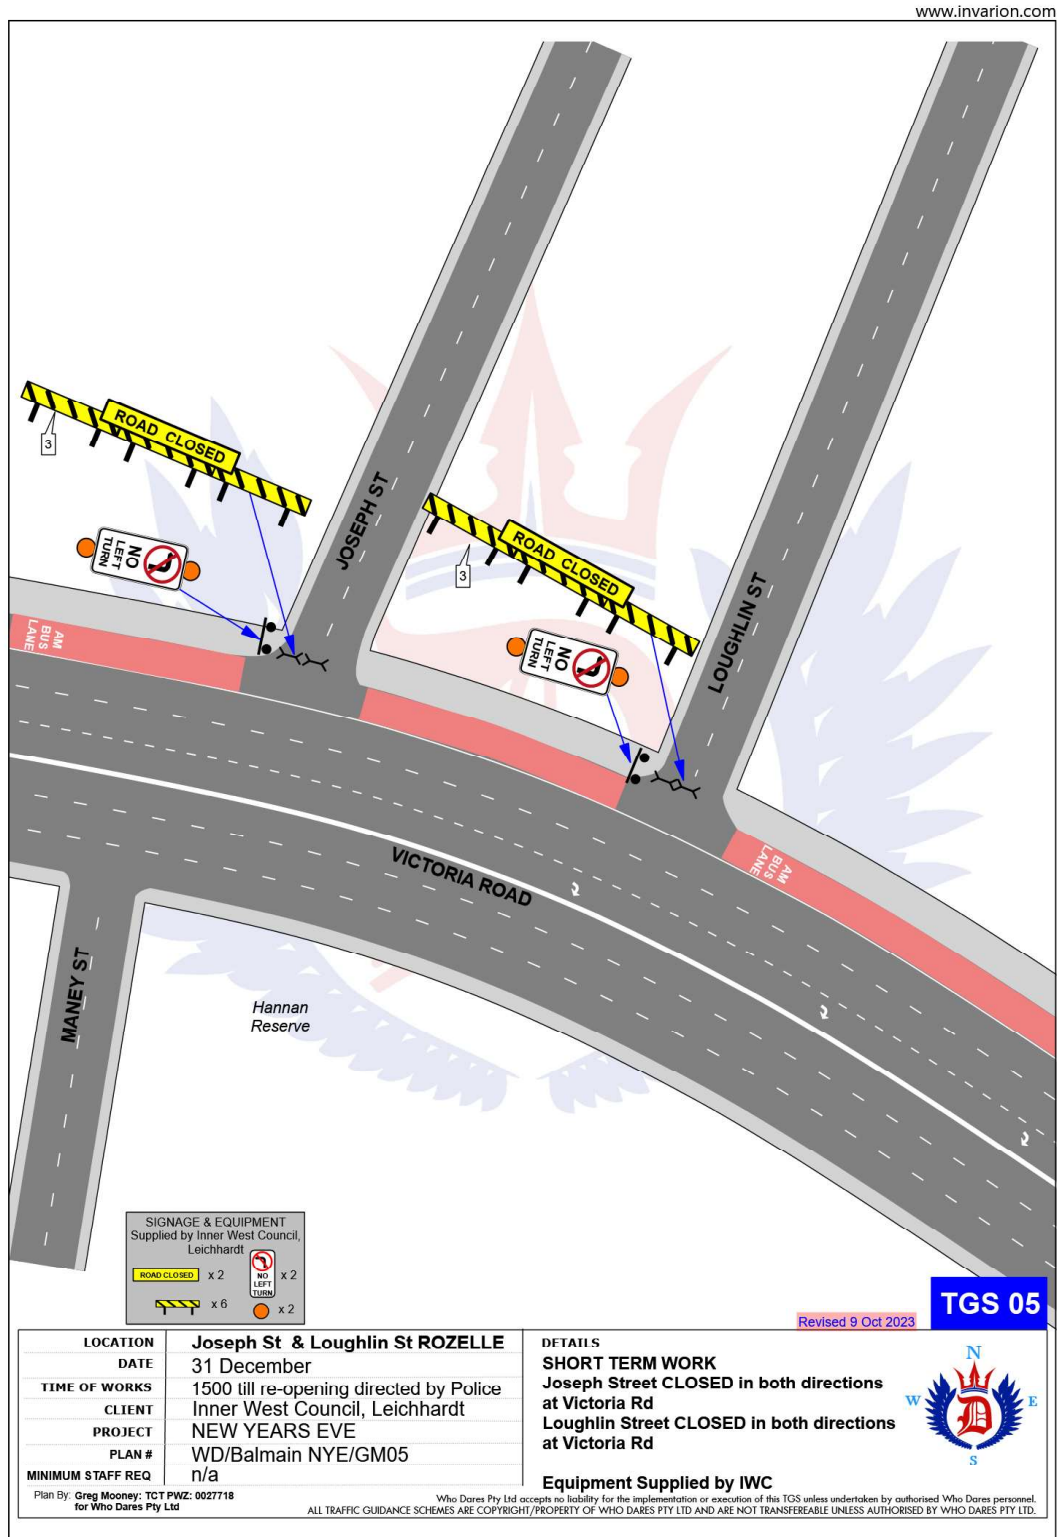 www.invarion.com
ROAD CLOSED
3
NO
LEFT
TURN
JOSEPH ST
ROAD CLOSED
3
NO
LEFT
TURN
LOUGHLIN ST
AM
BUS
LANE
AM
BUS
LANE
VICTORIA ROAD
MANEY ST
Hannan
Reserve
SIGNAGE & EQUIPMENT
Supplied by Inner West Council,
Leichhardt
ROAD CLOSED x 2
NO
LEFT
TURN
x 2
x 6
x 2
Revised 9 Oct 2023
TGS 05
LOCATION Joseph St & Loughlin St ROZELLE
DATE 31 December
TIME OF WORKS 1500 till re-opening directed by Police
CLIENT Inner West Council, Leichhardt
PROJECT NEW YEARS EVE
PLAN # WD/Balmain NYE/GM05
MINIMUM STAFF REQ n/a
DETAILS
SHORT TERM WORK
Joseph Street CLOSED in both directions
at Victoria Rd
Loughlin Street CLOSED in both directions
at Victoria Rd
Equipment Supplied by IWC
N
W
D
E
S
Plan By: Greg Mooney: TCT PWZ: 0027718
for Who Dares Pty Ltd
Who Dares Pty Ltd accepts no liability for the implementation or execution of this TGS unless undertaken by authorised Who Dares personnel.
ALL TRAFFIC GUIDANCE SCHEMES ARE COPYRIGHT/PROPERTY OF WHO DARES PTY LTD AND ARE NOT TRANSFEREABLE UNLESS AUTHORISED BY WHO DARES PTY LTD.